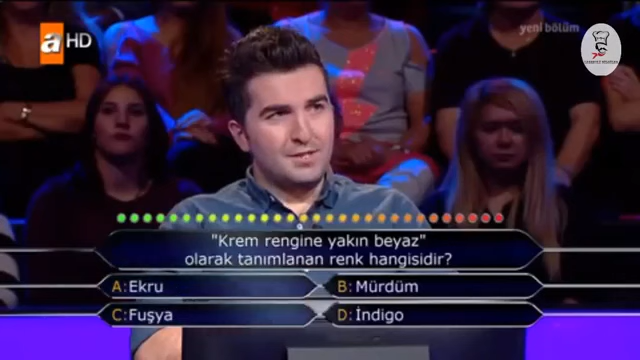 a HD
yeni bölüm
"Krem rengine yakın beyaz"
olarak tanımlanan renk hangisidir?
A:Ekru
B:Mürdüm
C:Fuşya
D:İndigo